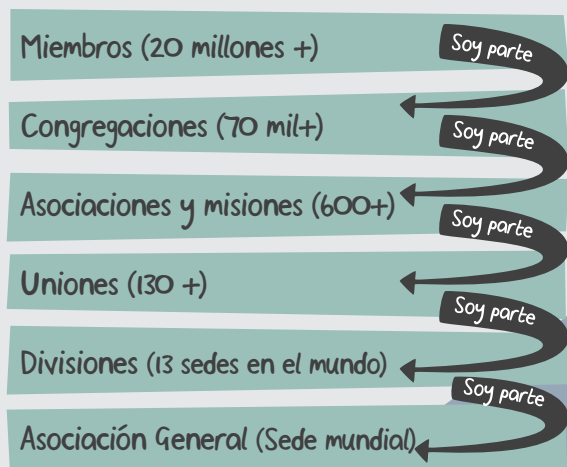 Miembros (20 millones +)
Soy parte
Congregaciones (70 mil+)
Soy parte
Asociaciones y misiones (600+)
Soy parte
Uniones (130 +)
Soy parte
Divisiones (13 sedes en el mundo)
Soy parte
Asociación General (Sede mundial)